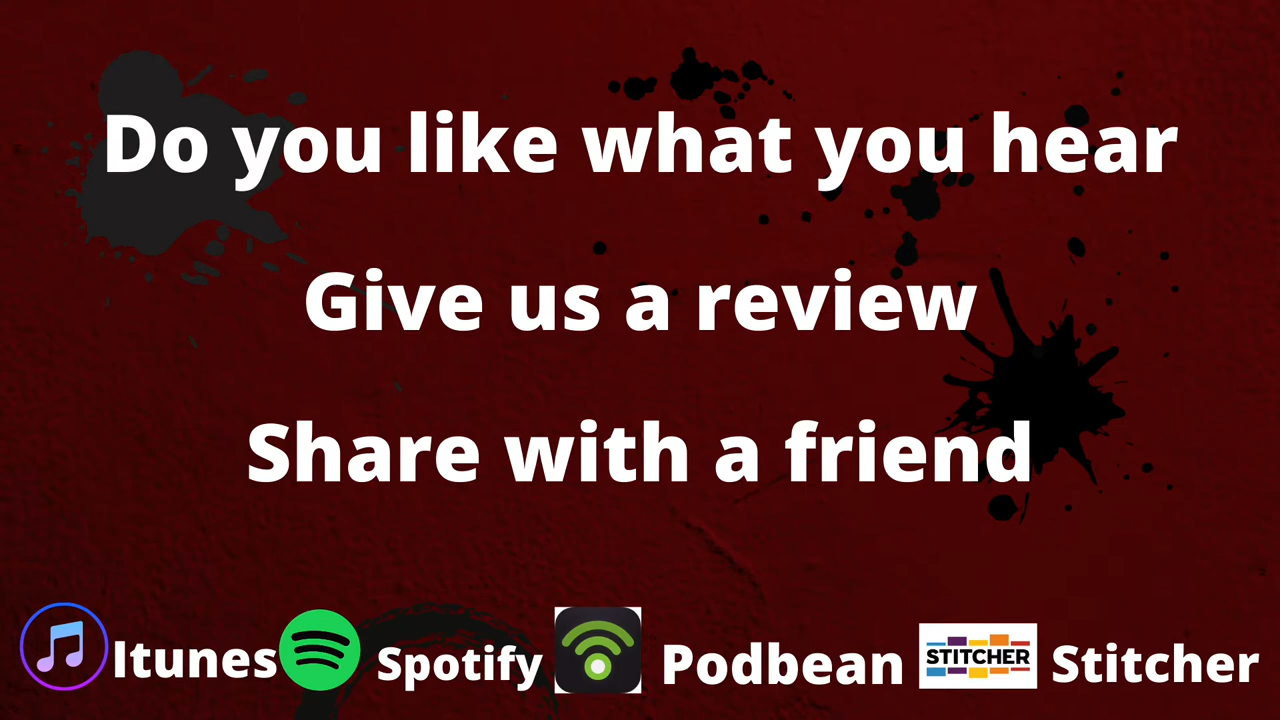 Do you like what you hear
Give us a review
Share with a friend
Itunes Spotify Podbean STITCHER Stitcher